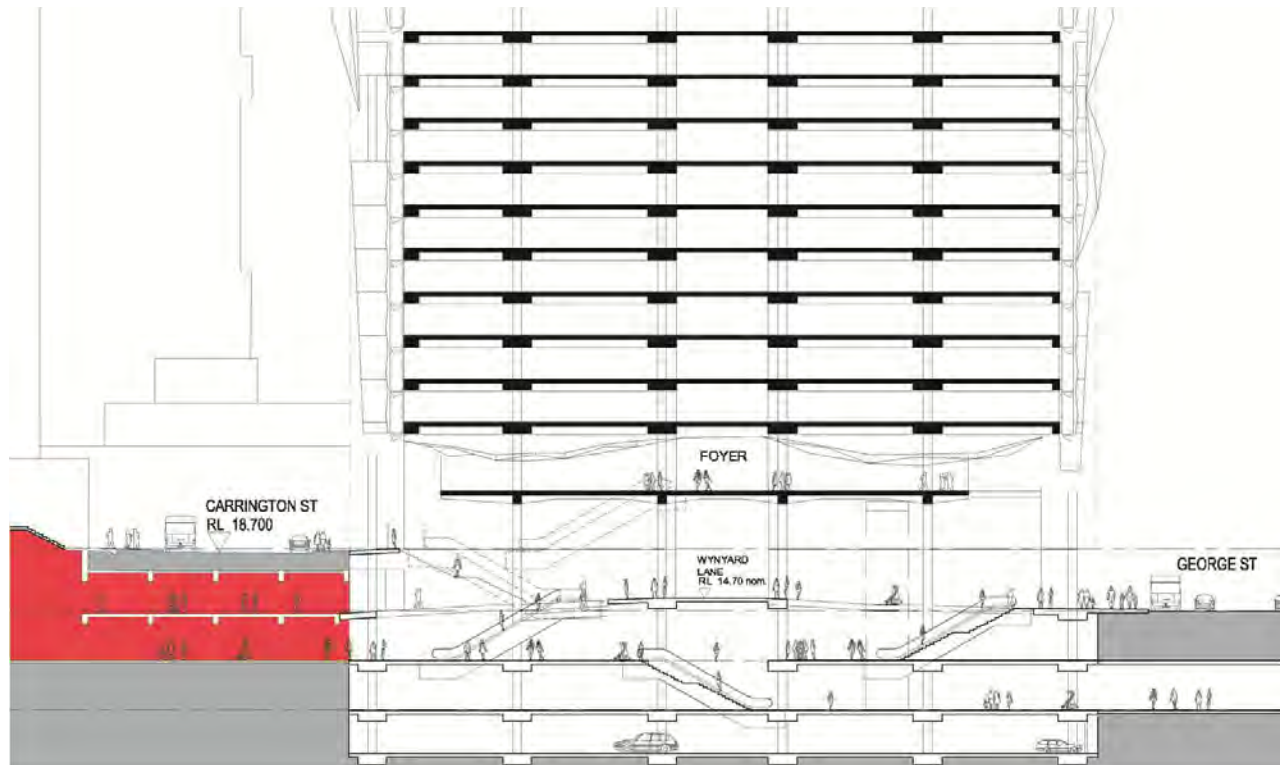 FOYER
CARRINGTON ST
RL 18.700
WYNYARD
LANE
RL 14.70 nom.
GEORGE ST